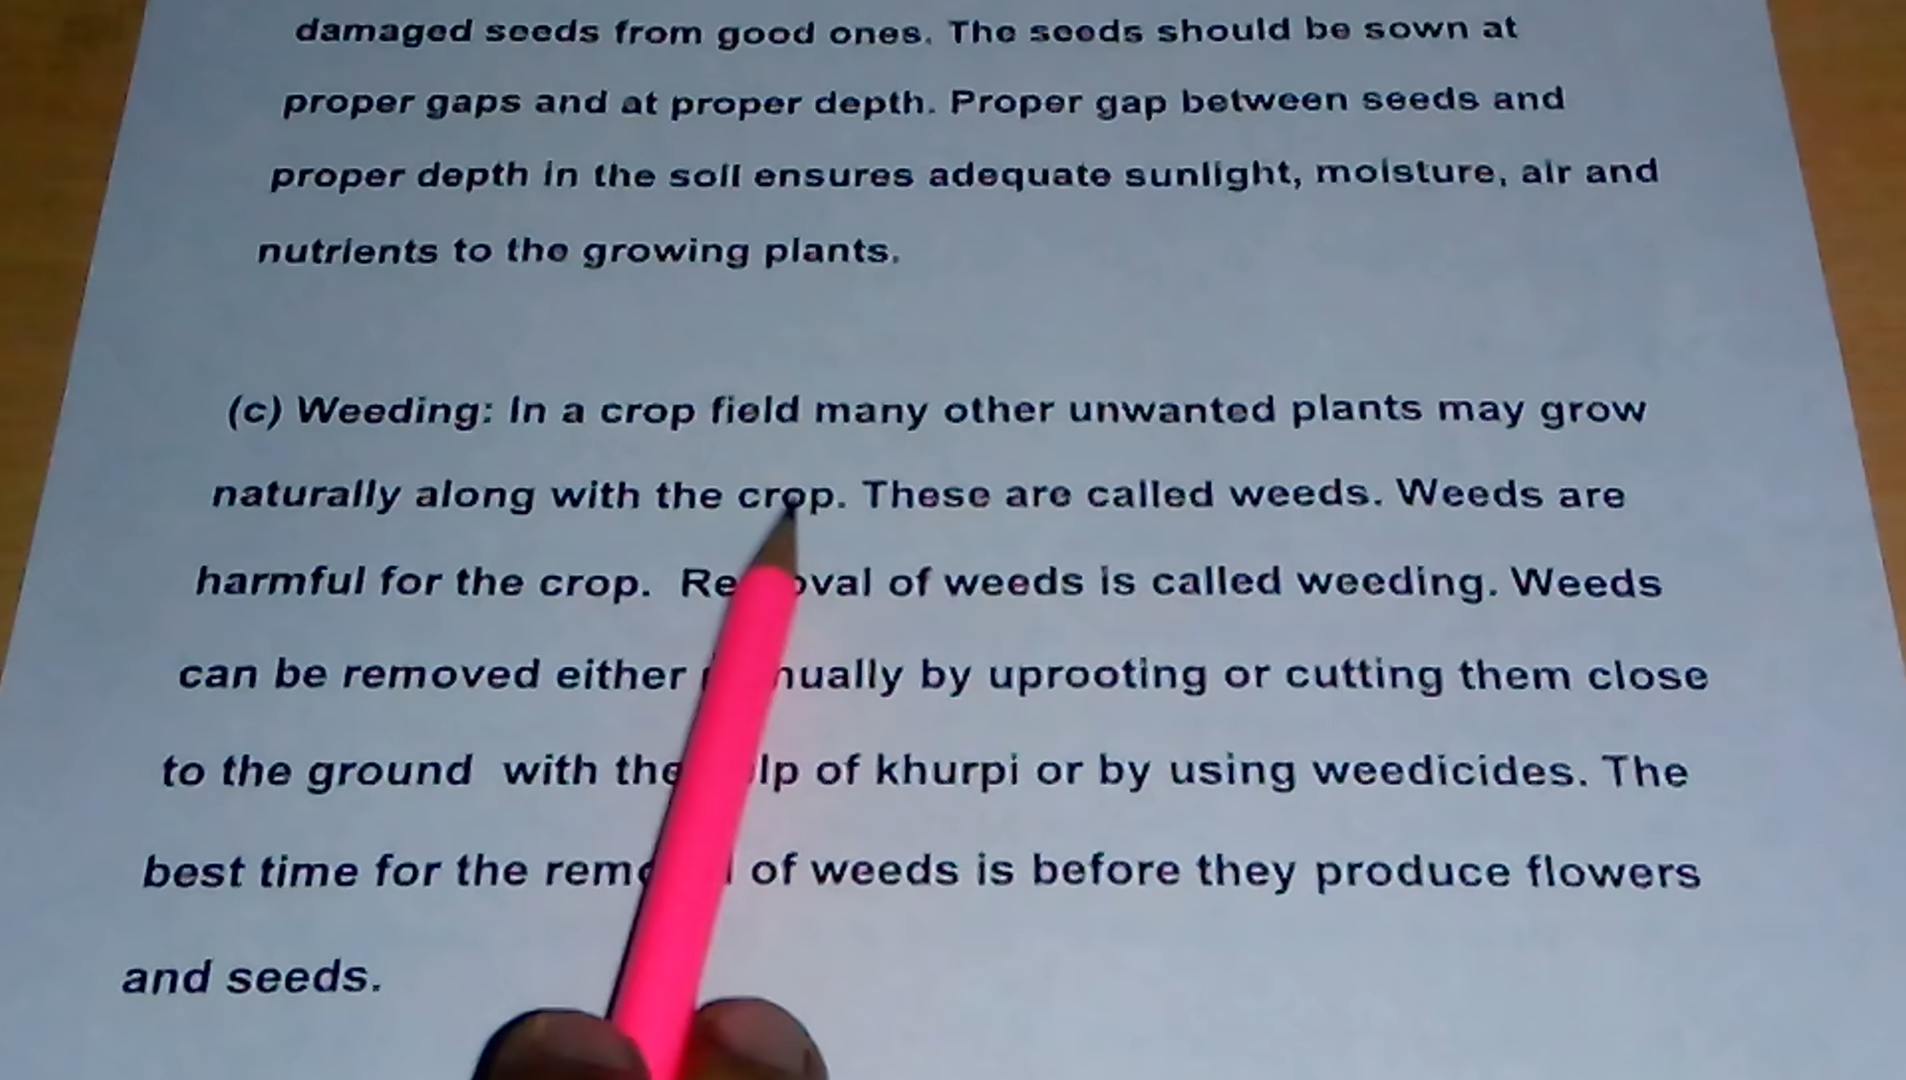 damaged seeds from good ones. The seeds should be sown at
proper gaps and at proper depth. Proper gap between seeds and
proper depth in the soil ensures adequate sunlight, moisture, air and
nutrients to the growing plants.
(c) Weeding: In a crop field many other unwanted plants may grow
naturally along with the crop. These are called weeds. Weeds are
harmful for the crop. Removal of weeds is called weeding. Weeds
can be removed either manually by uprooting or cutting them close
to the ground with the help of khurpi or by using weedicides. The
best time for the removal of weeds is before they produce flowers
and seeds.